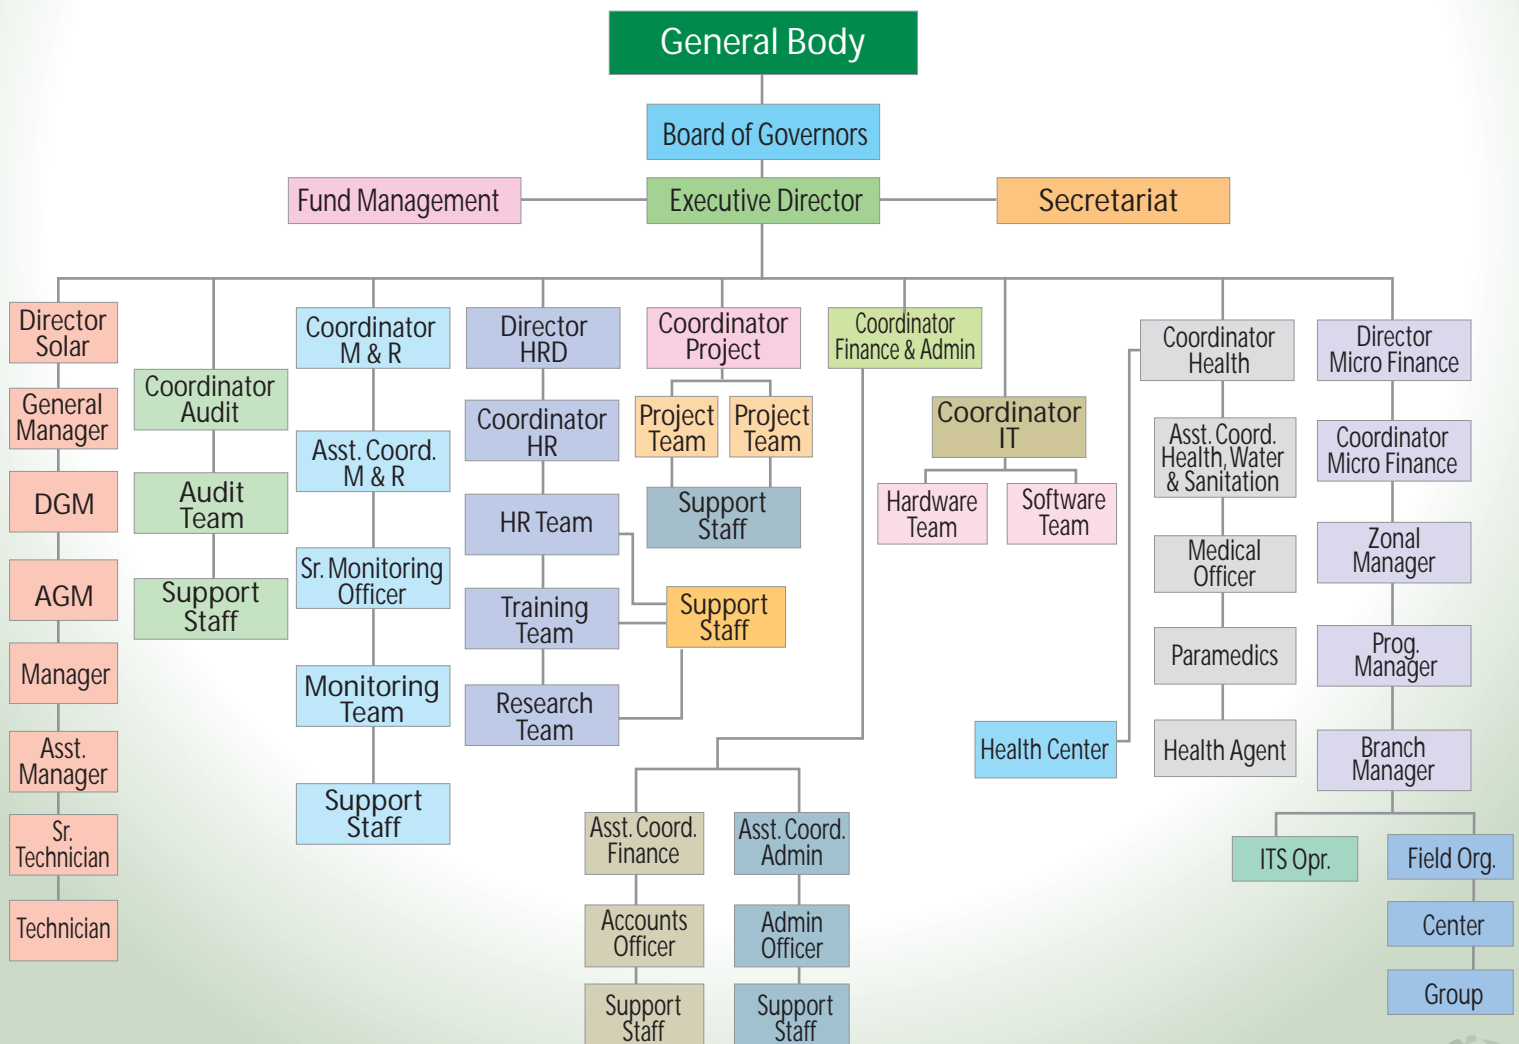 General Body
Board of Governors
Fund Management
Executive Director
Secretariat
Director
Solar
General
Manager
DGM
AGM
Manager
Asst.
Manager
Sr.
Technician
Technician
Coordinator
Audit
Audit
Team
Support
Staff
Coordinator
M & R
Asst. Coord.
M & R
Sr. Monitoring
Officer
Monitoring
Team
Support
Staff
Director
HRD
Coordinator
HR
HR Team
Training
Team
Research
Team
Support
Staff
Coordinator
Project
Project
Team
Project
Team
Support
Staff
Coordinator
Finance & Admin
Asst. Coord.
Finance
Accounts
Officer
Support
Staff
Asst. Coord.
Admin
Admin
Officer
Support
Staff
Coordinator
IT
Hardware
Team
Software
Team
Coordinator
Health
Asst. Coord.
Health, Water
& Sanitation
Medical
Officer
Paramedics
Health Agent
Health Center
Director
Micro Finance
Coordinator
Micro Finance
Zonal
Manager
Prog.
Manager
Branch
Manager
ITS Opr.
Field Org.
Center
Group